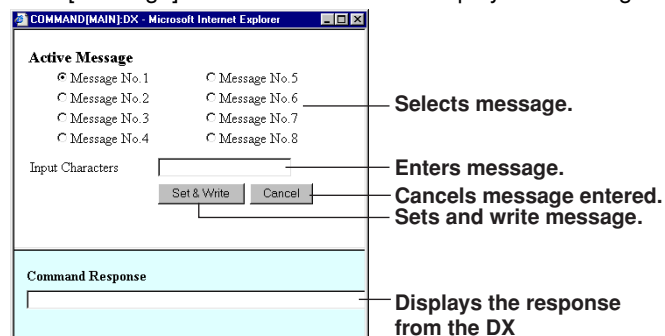 COMMAND[MAIN]:DX - Microsoft Internet Explorer
Active Message
Message No.1 Message No.5
Message No.2 Message No.6
Message No.3 Message No.7
Message No.4 Message No.8
Selects message.
Input Characters
Enters message.
Set & Write Cancel
Cancels message entered.
Sets and write message.
Command Response
Displays the response
from the DX